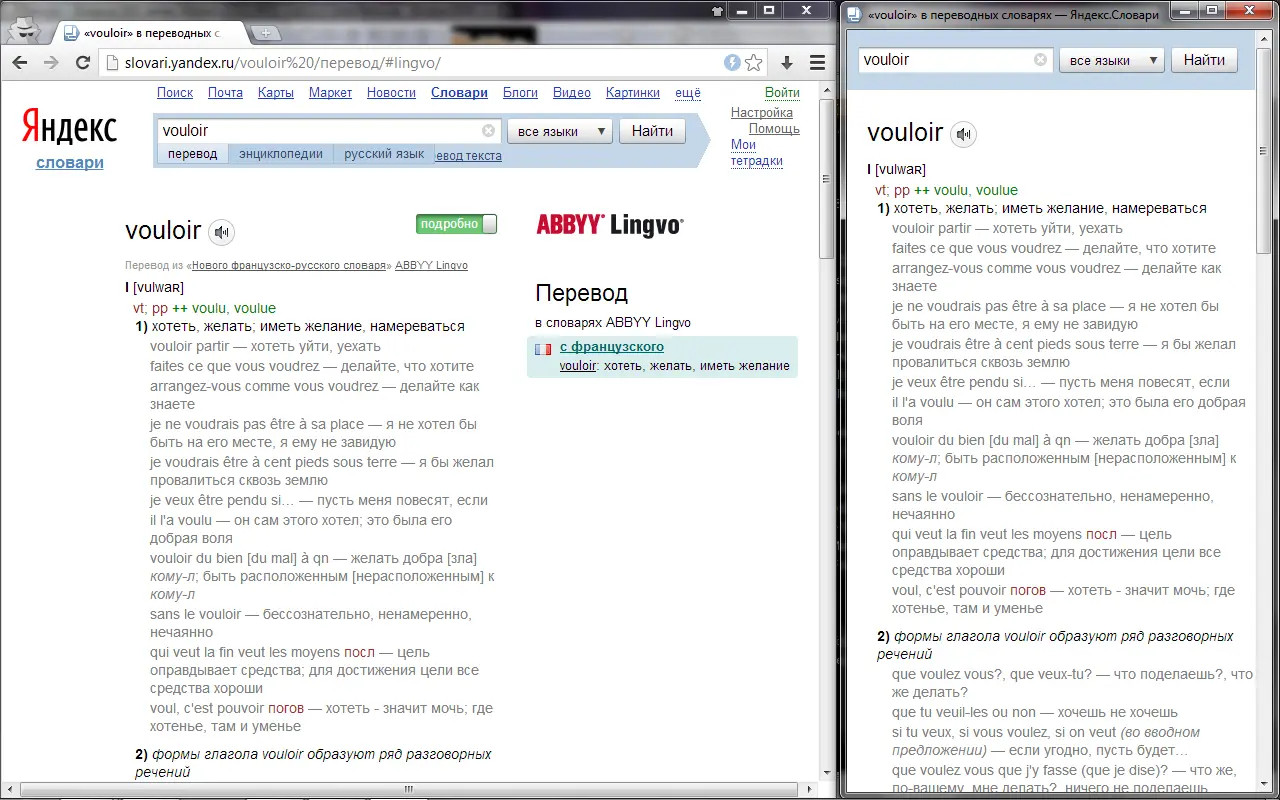 «vouloir» в переводных с
slovari.yandex.ru/vouloir%20/перевод/#lingvo/
Поиск Почта Карты Маркет Новости Словари Блоги Видео Картинки ещё
Войти
Настройка
Помощь
Мои
тетрадки
Яндекс
словари
vouloir
все языки
Найти
перевод энциклопедии русский язык евод текста
vouloir
подробно
Перевод из «Нового французско-русского словаря» ABBYY Lingvo
I [vulwaʀ]
vt; pp ++ voulu, voulue
1) хотеть, желать; иметь желание, намереваться
vouloir partir — хотеть уйти, уехать
faites ce que vous voudrez — делайте, что хотите
arrangez-vous comme vous voudrez — делайте как
знаете
je ne voudrais pas être à sa place — я не хотел бы
быть на его месте, я ему не завидую
je voudrais être à cent pieds sous terre — я бы желал
провалиться сквозь землю
je veux être pendu si... — пусть меня повесят, если
il l'a voulu — он сам этого хотел; это была его
добрая воля
vouloir du bien [du mal] à qn — желать добра [зла]
кому-л; быть расположенным [нерасположенным] к
кому-л
sans le vouloir — бессознательно, ненамеренно,
нечаянно
qui veut la fin veut les moyens посл — цель
оправдывает средства; для достижения цели все
средства хороши
voul, c'est pouvoir погов — хотеть - значит мочь; где
хотенье, там и уменье
2) формы глагола vouloir образуют ряд разговорных
речений
ABBYY Lingvo
Перевод
в словарях ABBYY Lingvo
с французского
vouloir: хотеть, желать, иметь желание
«vouloir» в переводных словарях — Яндекс.Словари
vouloir
все языки
Найти
vouloir
I [vulwaʀ]
vt; pp ++ voulu, voulue
1) хотеть, желать; иметь желание, намереваться
vouloir partir — хотеть уйти, уехать
faites ce que vous voudrez — делайте, что хотите
arrangez-vous comme vous voudrez — делайте как
знаете
je ne voudrais pas être à sa place — я не хотел бы
быть на его месте, я ему не завидую
je voudrais être à cent pieds sous terre — я бы желал
провалиться сквозь землю
je veux être pendu si... — пусть меня повесят, если
il l'a voulu — он сам этого хотел; это была его добрая
воля
vouloir du bien [du mal] à qn — желать добра [зла]
кому-л; быть расположенным [нерасположенным] к
кому-л
sans le vouloir — бессознательно, ненамеренно,
нечаянно
qui veut la fin veut les moyens посл — цель
оправдывает средства; для достижения цели все
средства хороши
voul, c'est pouvoir погов — хотеть - значит мочь; где
хотенье, там и уменье
2) формы глагола vouloir образуют ряд разговорных
речений
que voulez vous?, que veux-tu? — что поделаешь?, что
же делать?
que tu veuil-les ou non — хочешь не хочешь
si tu veux, si vous voulez, si on veut (во вводном
предложении) — если угодно, пусть будет...
que voulez vous que j'y fasse (que je dise)? — что же,
по-вашему, мне делать?, ничего не поделаешь